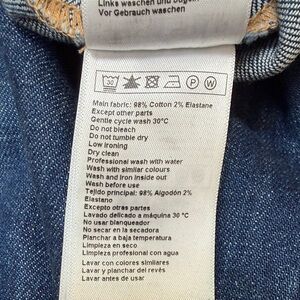 Links waschen und bügeln
Vor Gebrauch waschen
30
P
W
Main fabric: 98% Cotton 2% Elastane
Except other parts
Gentle cycle wash 30°C
Do not bleach
Do not tumble dry
Low ironing
Dry clean
Professional wash with water
Wash with similar colours
Wash and iron inside out
Wash before use
Tejido principal: 98% Algodón 2%
Elastano
Excepto otras partes
Lavado delicado a máquina 30 °C
No usar blanqueador
No secar en la secadora
Planchar a baja temperatura
Limpieza en seco
Limpieza profesional con agua
Lavar con colores similares
Lavar y planchar del revés
Lavar antes de usar